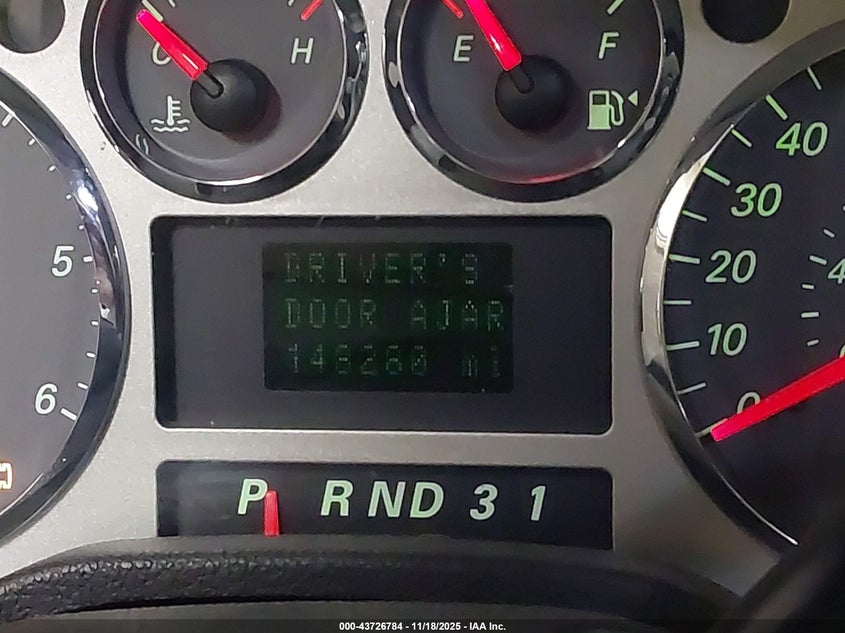 C H
E F
5
6
DRIVER'S
DOOR AJAR
mi
40
30
20
10
0
4
P R N D 3 1
000-43726784 - 11/18/2025 - IAA Inc.